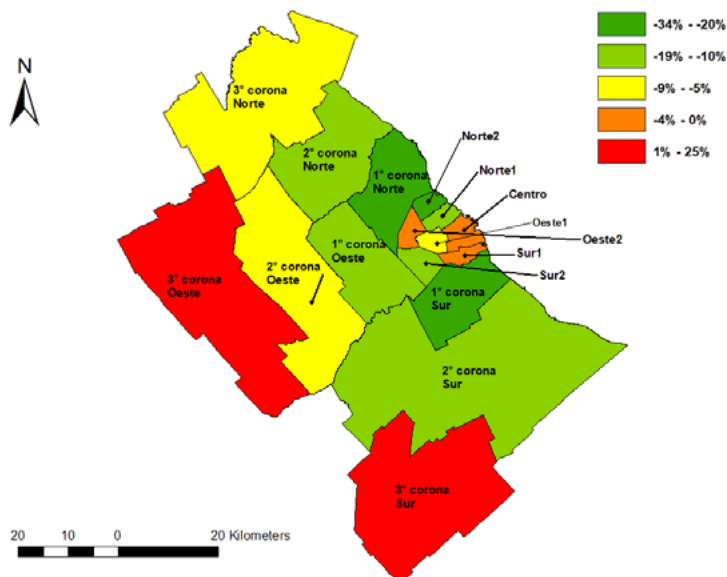 -34% - -20%
-19% - -10%
-9% - -5%
-4% - 0%
1% - 25%
N
3° corona
Norte
2° corona
Norte
1° corona
Norte
Norte2
Norte1
Centro
Oeste1
Oeste2
Sur1
Sur2
1° corona
Oeste
2° corona
Oeste
3° corona
Oeste
1° corona
Sur
2° corona
Sur
3° corona
Sur
20 10 0 20 Kilometers